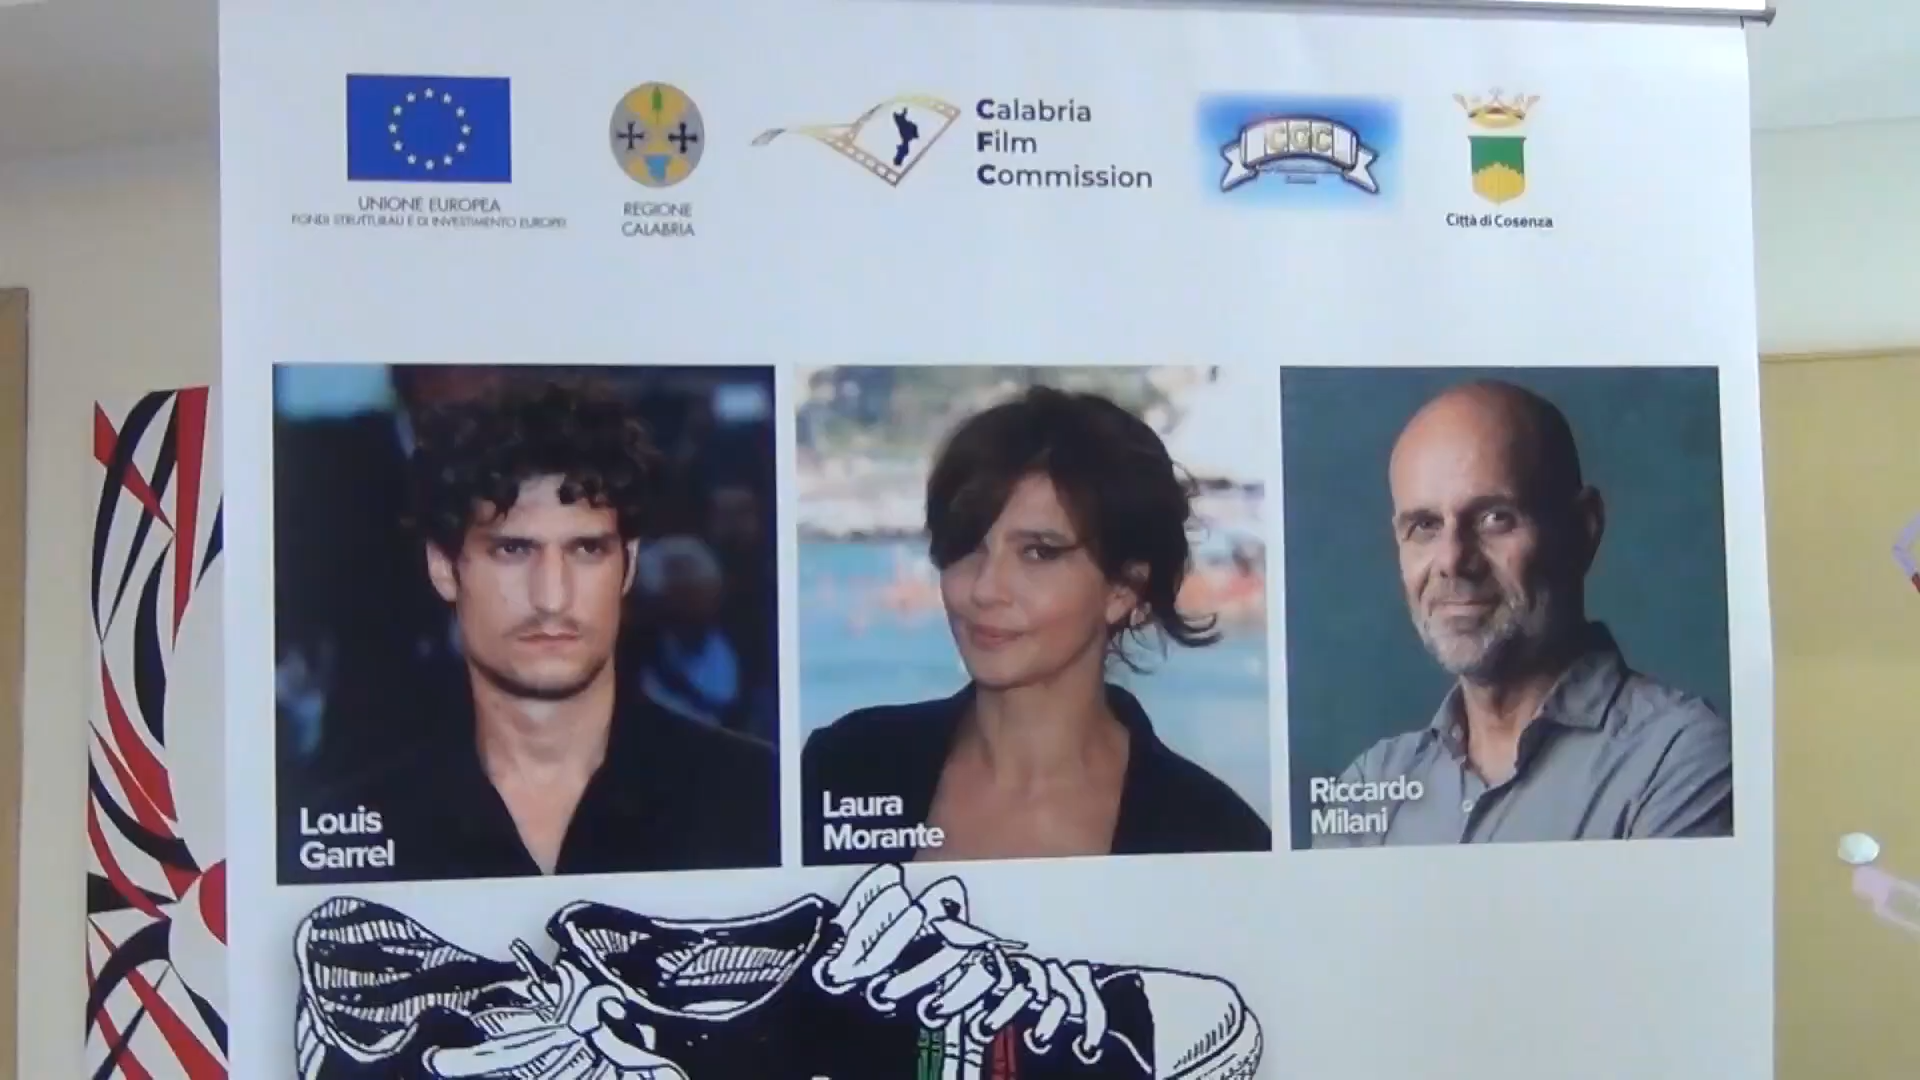 UNIONE EUROPEA
FONDI STRUTTURALI E DI INVESTIMENTO EUROPEI
REGIONE
CALABRIA
Calabria
Film
Commission
CGC
Città di Cosenza
Louis
Garrel
Laura
Morante
Riccardo
Milani